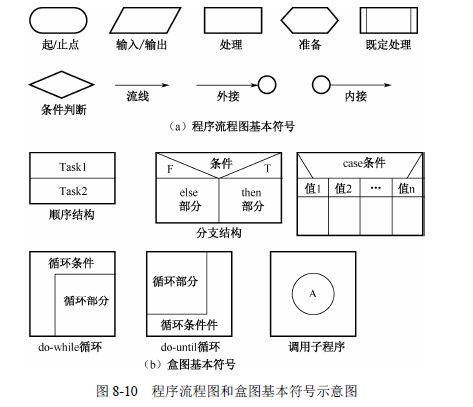 起/止点 输入/输出 处理 准备 既定处理
条件判断 流线 外接 内接
（a）程序流程图基本符号
Task1
Task2
顺序结构
条件
F T
else 部分
then 部分
分支结构
case条件
值1 值2 … 值n
循环条件
循环部分
do-while循环
循环部分
循环条件件
do-until循环
A
调用子程序
（b）盒图基本符号
图 8-10 程序流程图和盒图基本符号示意图